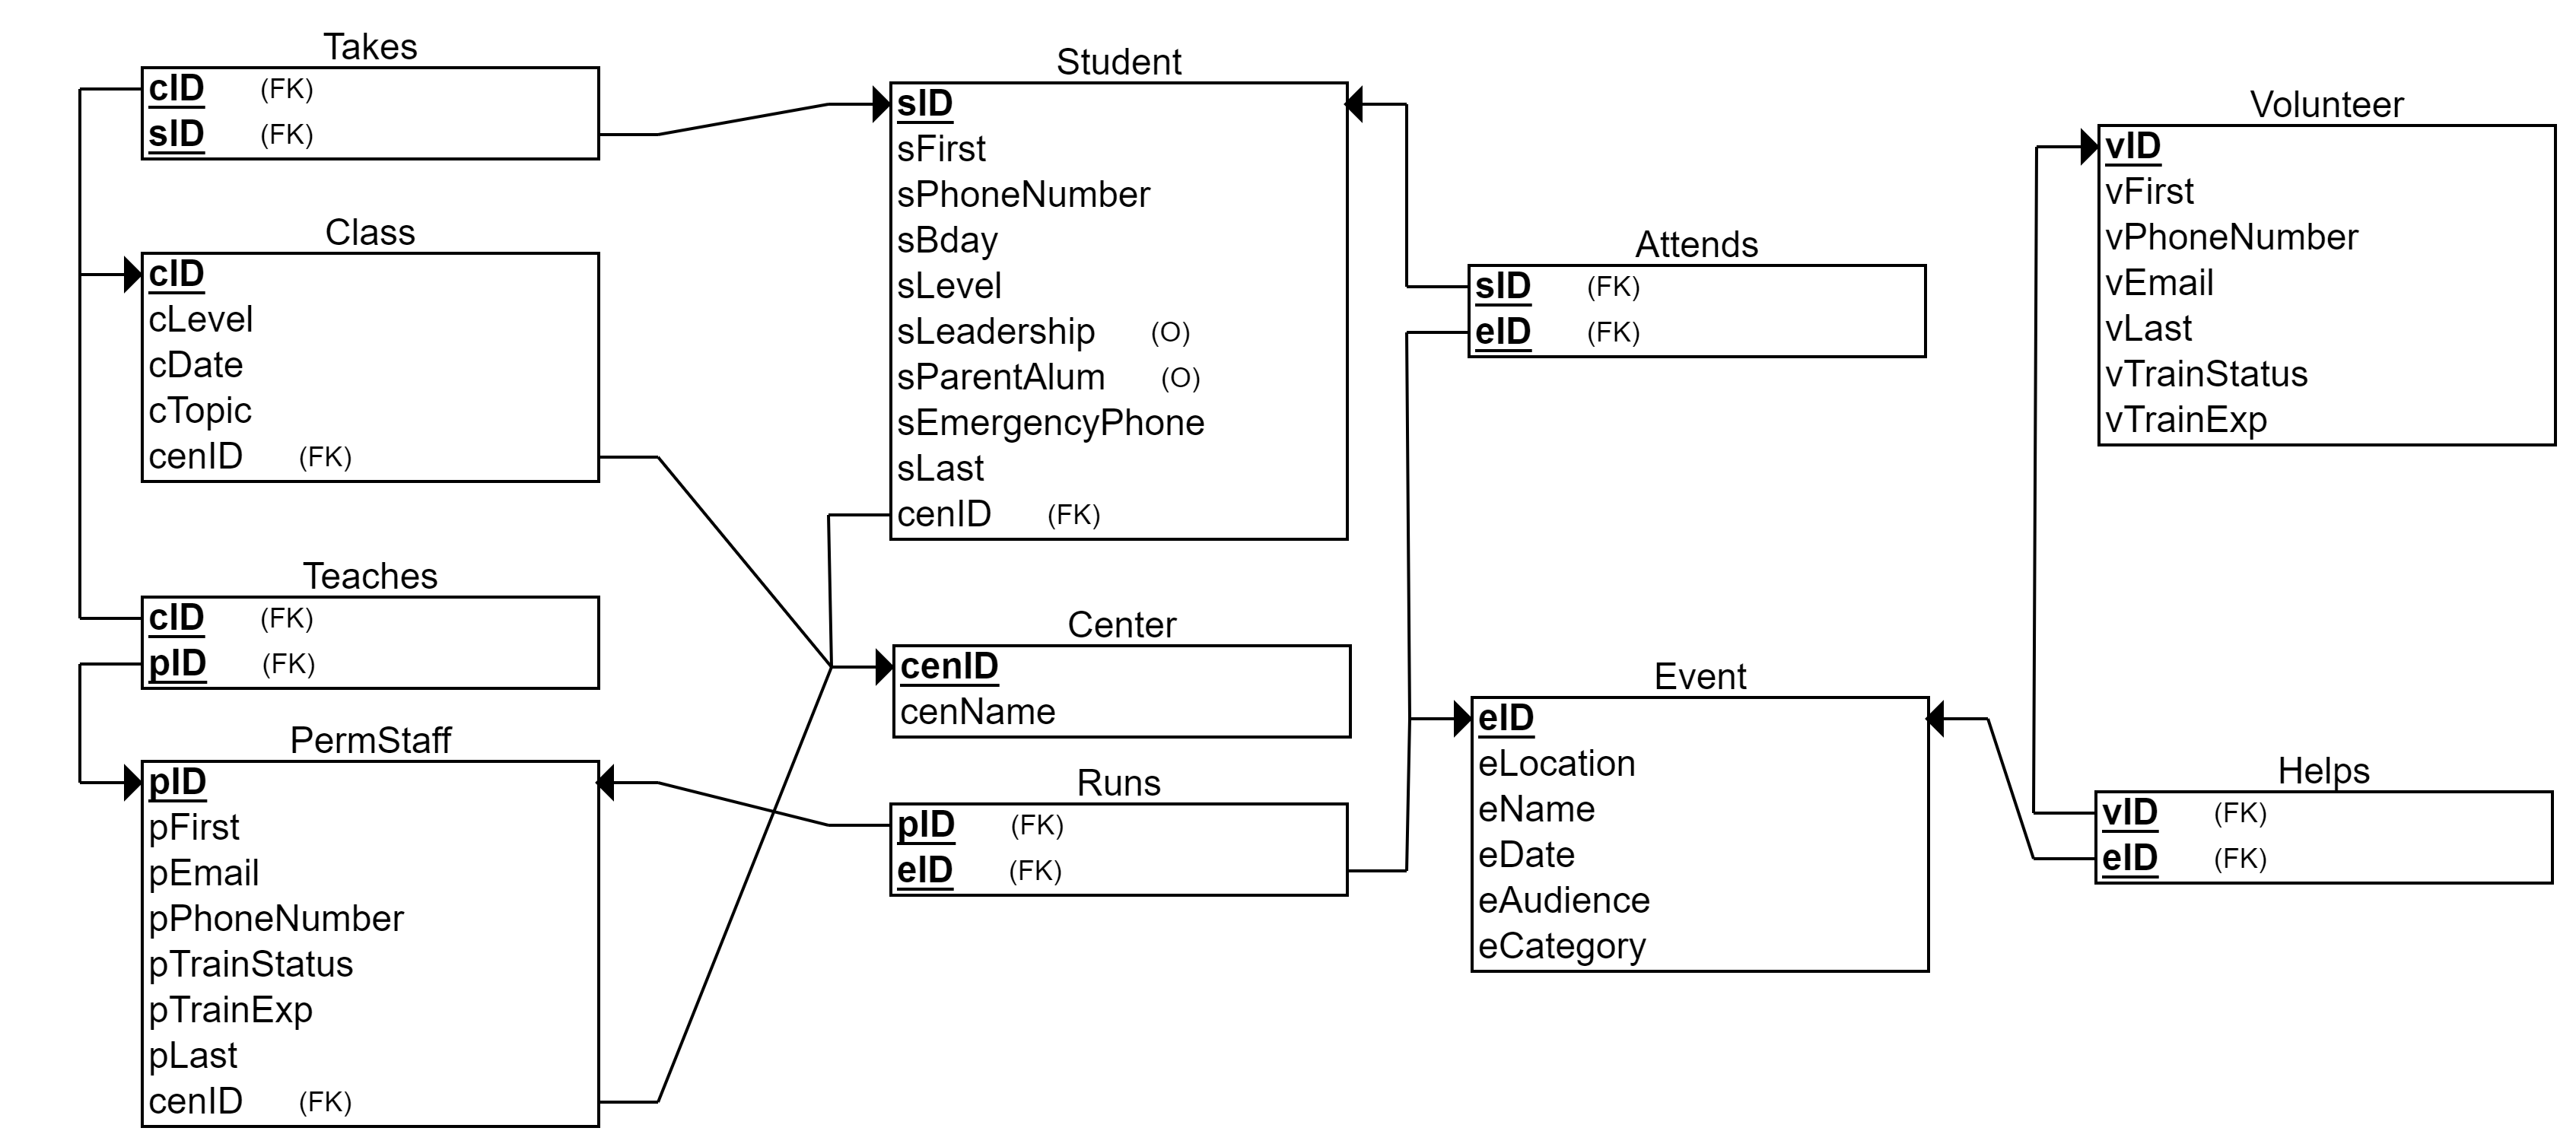 Takes
cID (FK)
sID (FK)
Class
cID
cLevel
cDate
cTopic
cenID (FK)
Teaches
cID (FK)
pID (FK)
PermStaff
pID
pFirst
pEmail
pPhoneNumber
pTrainStatus
pTrainExp
pLast
cenID (FK)
Student
sID
sFirst
sPhoneNumber
sBday
sLevel
sLeadership (O)
sParentAlum (O)
sEmergencyPhone
sLast
cenID (FK)
Center
cenID
cenName
Runs
pID (FK)
eID (FK)
Attends
sID (FK)
eID (FK)
Event
eID
eLocation
eName
eDate
eAudience
eCategory
Volunteer
vID
vFirst
vPhoneNumber
vEmail
vLast
vTrainStatus
vTrainExp
Helps
vID (FK)
eID (FK)